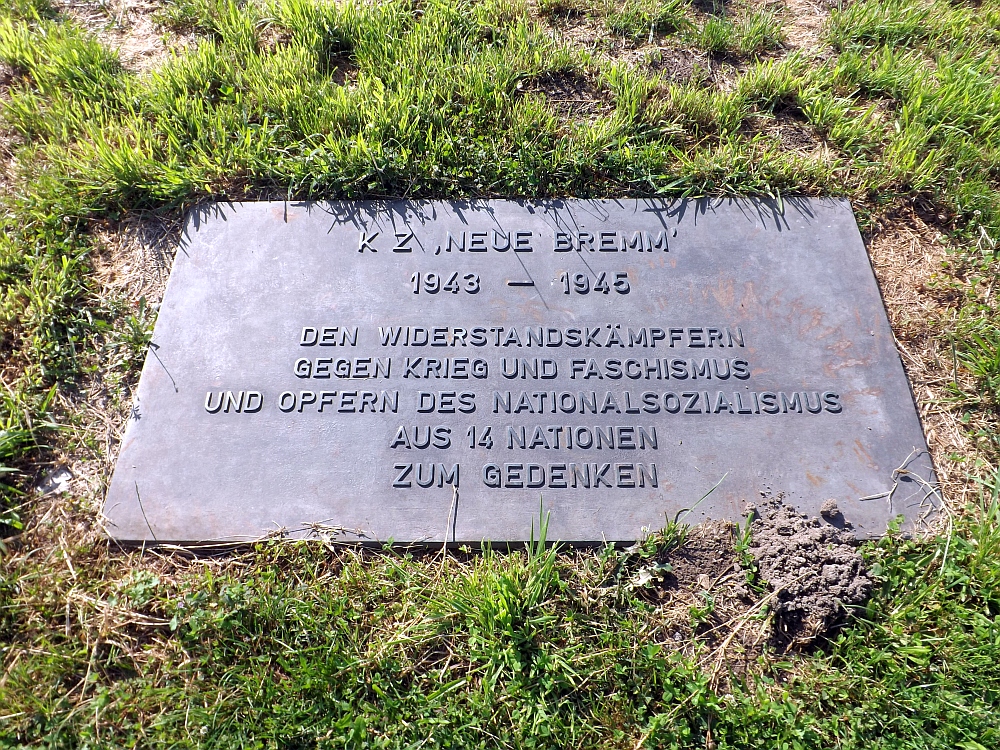 K Z ‚NEUE BREMM'
1943 — 1945
DEN WIDERSTANDSKÄMPFERN
GEGEN KRIEG UND FASCHISMUS
UND OPFERN DES NATIONALSOZIALISMUS
AUS 14 NATIONEN
ZUM GEDENKEN